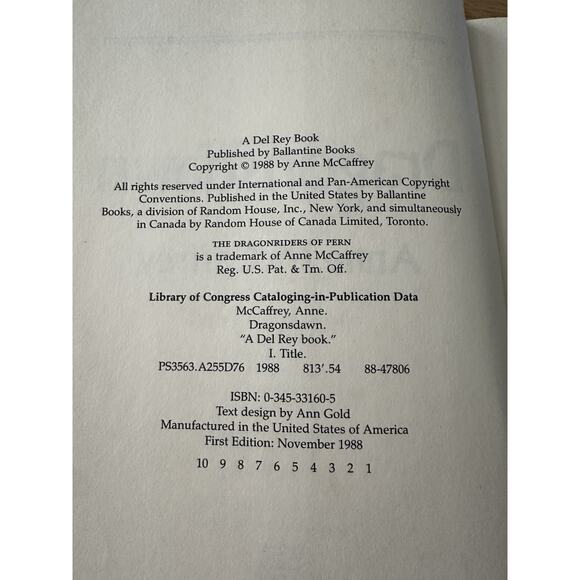 A Del Rey Book
Published by Ballantine Books
Copyright © 1988 by Anne McCaffrey
All rights reserved under International and Pan-American Copyright
Conventions. Published in the United States by Ballantine
Books, a division of Random House, Inc., New York, and simultaneously
in Canada by Random House of Canada Limited, Toronto.
THE DRAGONRIDERS OF PERN
is a trademark of Anne McCaffrey
Reg. U.S. Pat. & Tm. Off.
Library of Congress Cataloging-in-Publication Data
McCaffrey, Anne.
Dragonsdawn.
"A Del Rey book."
I. Title.
PS3563.A255D76 1988 813'.54 88-47806
ISBN: 0-345-33160-5
Text design by Ann Gold
Manufactured in the United States of America
First Edition: November 1988
10 9 8 7 6 5 4 3 2 1